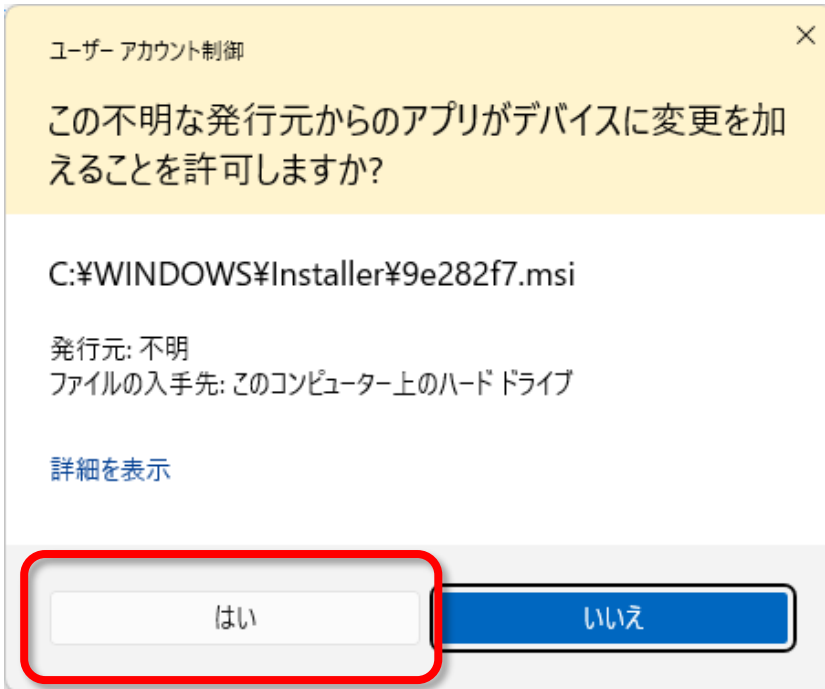 ユーザー アカウント制御
この不明な発行元からのアプリがデバイスに変更を加
えることを許可しますか?
C:¥WINDOWS¥Installer¥9e282f7.msi
発行元: 不明
ファイルの入手先: このコンピューター上のハード ドライブ
詳細を表示
はい
いいえ